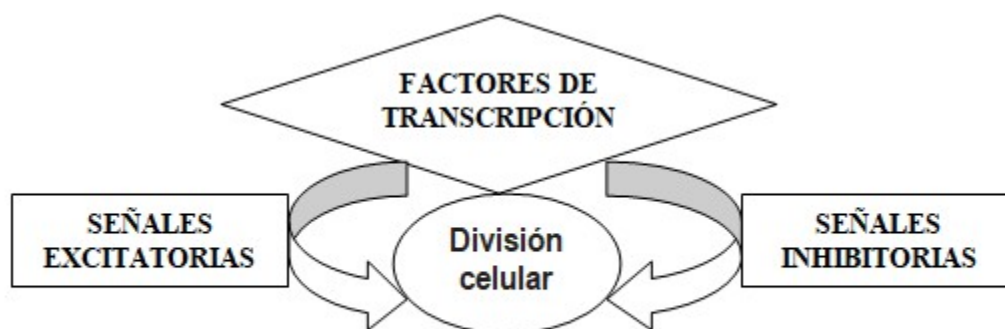 FACTORES DE
TRANSCRIPCIÓN
SEÑALES
EXCITATORIAS
División
celular
SEÑALES
INHIBITORIAS